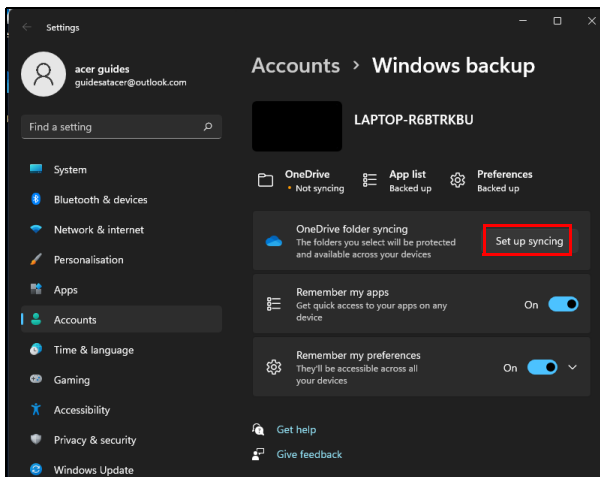 Settings
acer guides
guidesatacer@outlook.com
Find a setting
System
Bluetooth & devices
Network & internet
Personalisation
Apps
Accounts
Time & language
Gaming
Accessibility
Privacy & security
Windows Update
Accounts > Windows backup
LAPTOP-R6BTRKBU
OneDrive
• Not syncing
App list
Backed up
Preferences
Backed up
OneDrive folder syncing
The folders you select will be protected
and available across your devices
Set up syncing
Remember my apps
Get quick access to your apps on any
device
On
Remember my preferences
They'll be accessible across all
your devices
On
Get help
Give feedback